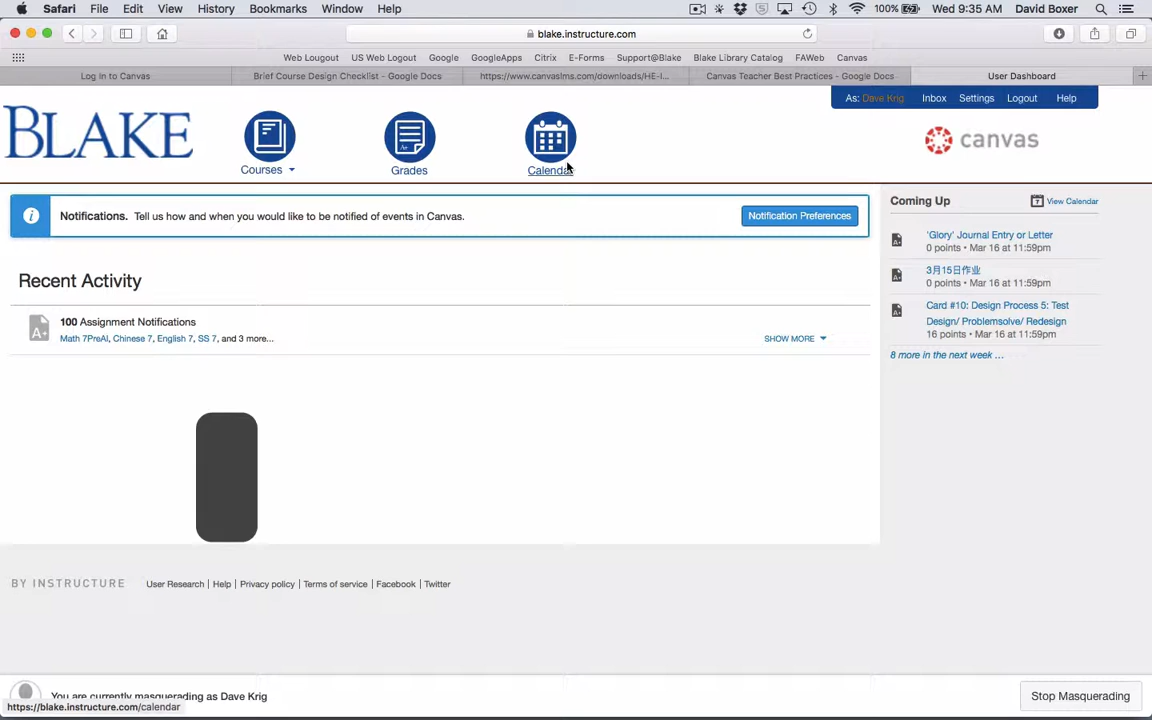 Safari File Edit View History Bookmarks Window Help 100% Wed 9:35 AM David Boxer
blake.instructure.com
Web Lougout US Web Logout Google GoogleApps Citrix E-Forms Support@Blake Blake Library Catalog FAWeb Canvas
Log In to Canvas Brief Course Design Checklist - Google Docs https://www.canvaslms.com/downloads/HE-I... Canvas Teacher Best Practices - Google Docs User Dashboard
As: Dave Krig Inbox Settings Logout Help
BLAKE
canvas
Courses Grades Calendar
Notifications. Tell us how and when you would like to be notified of events in Canvas. Notification Preferences
Recent Activity
100 Assignment Notifications
Math 7PreAl, Chinese 7, English 7, SS 7, and 3 more... SHOW MORE
Coming Up View Calendar
'Glory' Journal Entry or Letter
0 points • Mar 16 at 11:59pm
3月15日作业
0 points • Mar 16 at 11:59pm
Card #10: Design Process 5: Test
Design/ Problemsolve/ Redesign
16 points • Mar 16 at 11:59pm
8 more in the next week ...
BY INSTRUCTURE User Research | Help | Privacy policy | Terms of service | Facebook | Twitter
You are currently masquerading as Dave Krig Stop Masquerading
https://blake.instructure.com/calendar